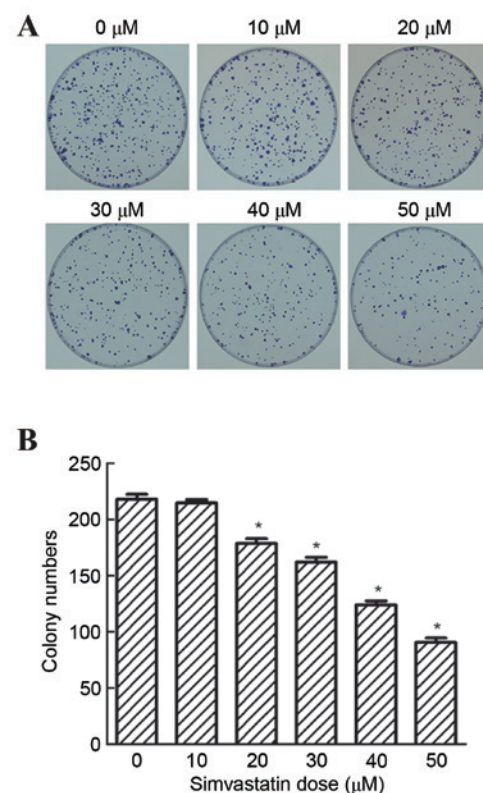 A
0 μM 10 μM 20 μM
30 μM 40 μM 50 μM
B
250
200
150
100
50
0
Colony numbers
* * * *
0 10 20 30 40 50
Simvastatin dose (μM)